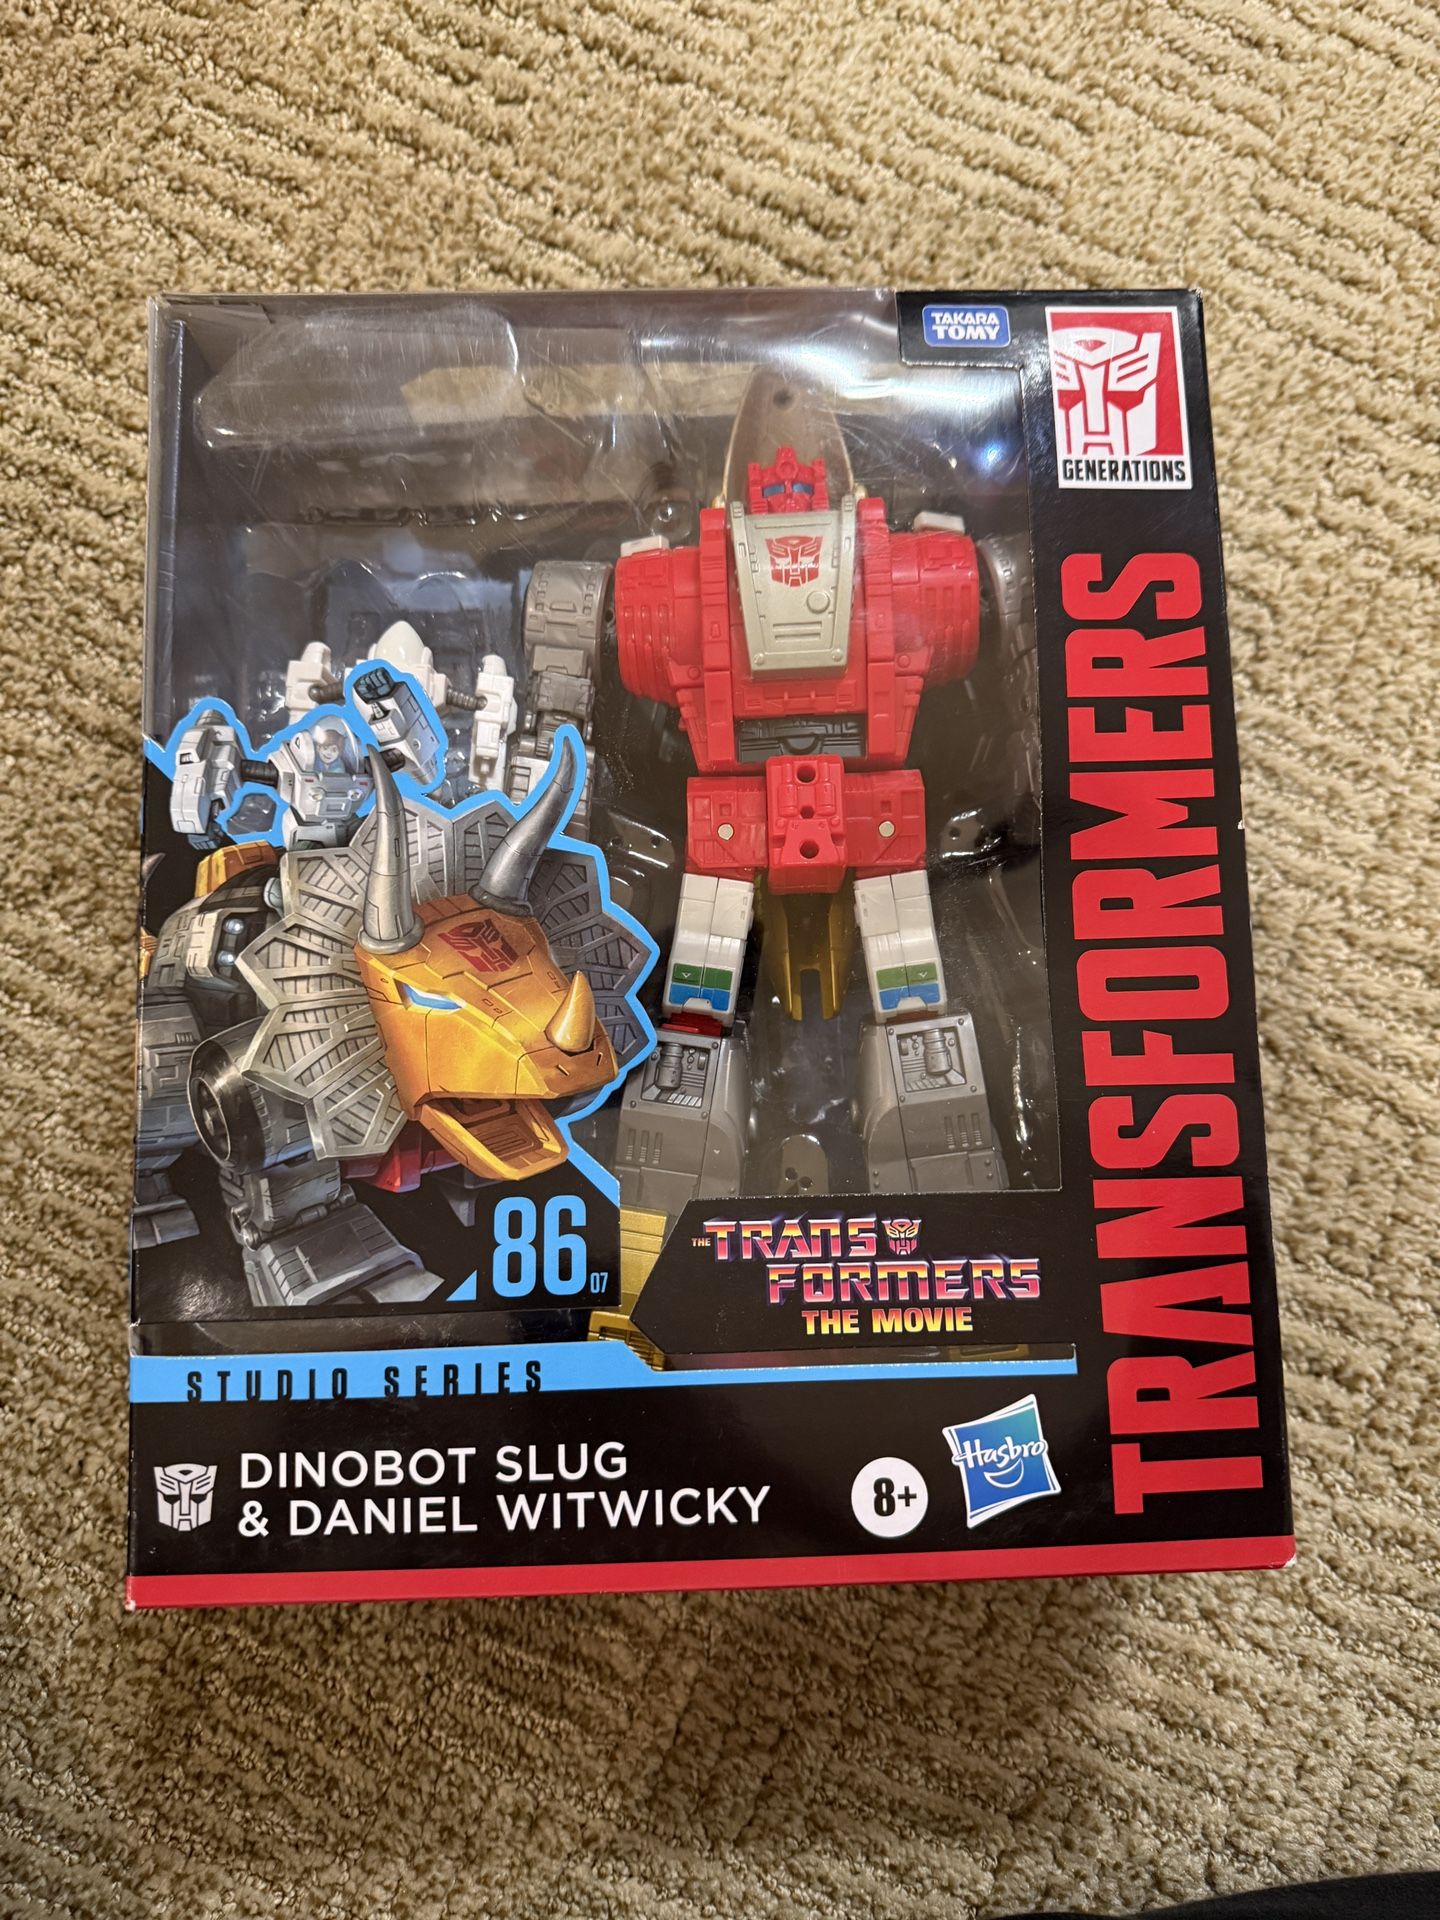 TAKARA
TOMY
GENERATIONS
TRANSFORMERS
86
07
THE TRANS
FORMERS
THE MOVIE
STUDIO SERIES
DINOBOT SLUG
& DANIEL WITWICKY
8+
Hasbro